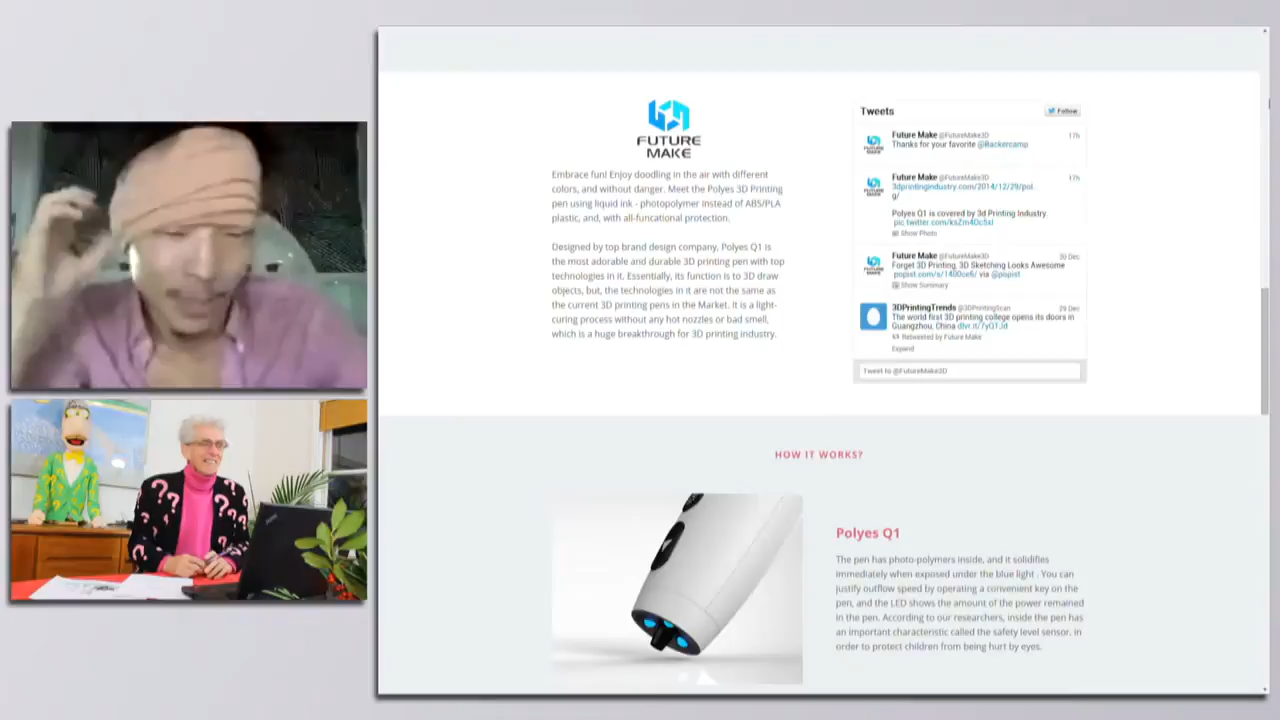 FUTURE
MAKE
Embrace fun! Enjoy doodling in the air with different
colors, and without danger. Meet the Polyes 3D Printing
pen using liquid ink - photopolymer instead of ABS/PLA
plastic, and, with all-funcational protection.
Designed by top brand design company, Polyes Q1 is
the most adorable and durable 3D printing pen with top
technologies in it. Essentially, its function is to 3D draw
objects, but, the technologies in it are not the same as
the current 3D printing pens in the Market. It is a light-
curing process without any hot nozzles or bad smell,
which is a huge breakthrough for 3D printing industry.
Tweets
Follow
Future Make @FutureMake3D 17h
Thanks for your favorite @Backercamp
Future Make @FutureMake3D 17h
3dprintingindustry.com/2014/12/29/pol
g/
Polyes Q1 is covered by 3d Printing Industry.
pic.twitter.com/ksZm4Dc5xI
Show Photo
Future Make @FutureMake3D 30 Dec
Forget 3D Printing, 3D Sketching Looks Awesome
popist.com/s/1400ce6/ via @popist
Show Summary
3DPrintingTrends @3DPrintingScan 29 Dec
The world first 3D printing college opens its doors in
Guangzhou, China
Retweeted by Future Make
Expand
Tweet to @FutureMake3D
HOW IT WORKS?
Polyes Q1
The pen has photo-polymers inside, and it solidifies
immediately when exposed under the blue light . You can
justify outflow speed by operating a convenient key on the
pen, and the LED shows the amount of the power remained
in the pen. According to our researchers, inside the pen has
an important characteristic called the safety level sensor. in
order to protect children from being hurt by eyes.